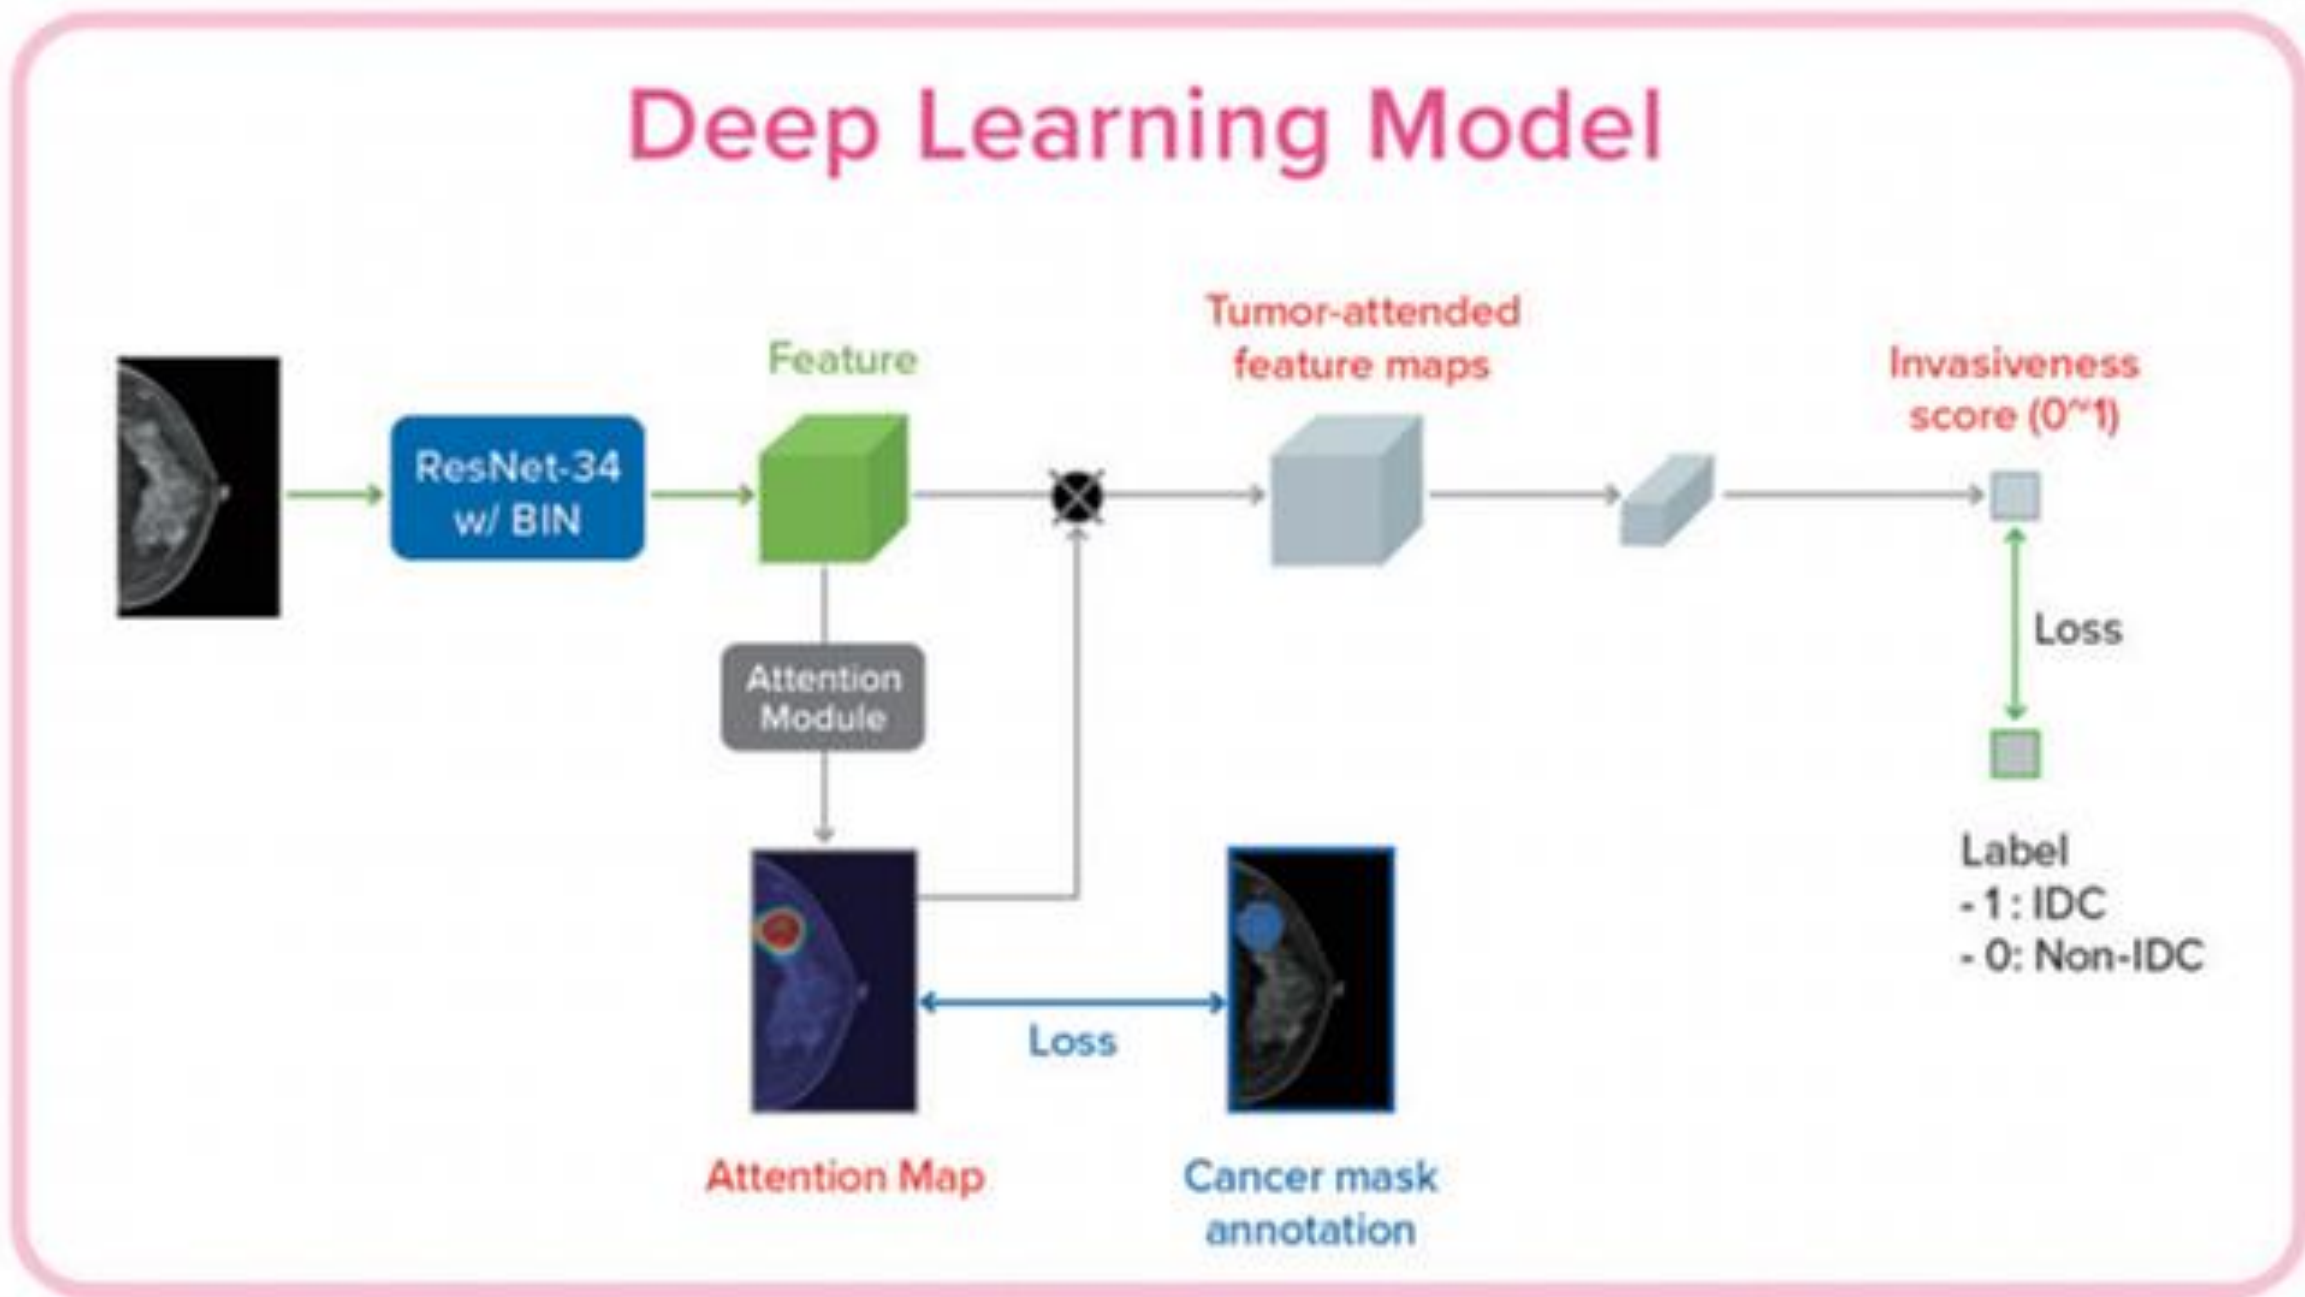 Deep Learning Model
Tumor-attended
feature maps
Feature
Invasiveness
score (0~1)
ResNet-34
w/ BIN
Loss
Attention
Module
Label
- 1 : IDC
- 0: Non-IDC
Loss
Attention Map
Cancer mask
annotation